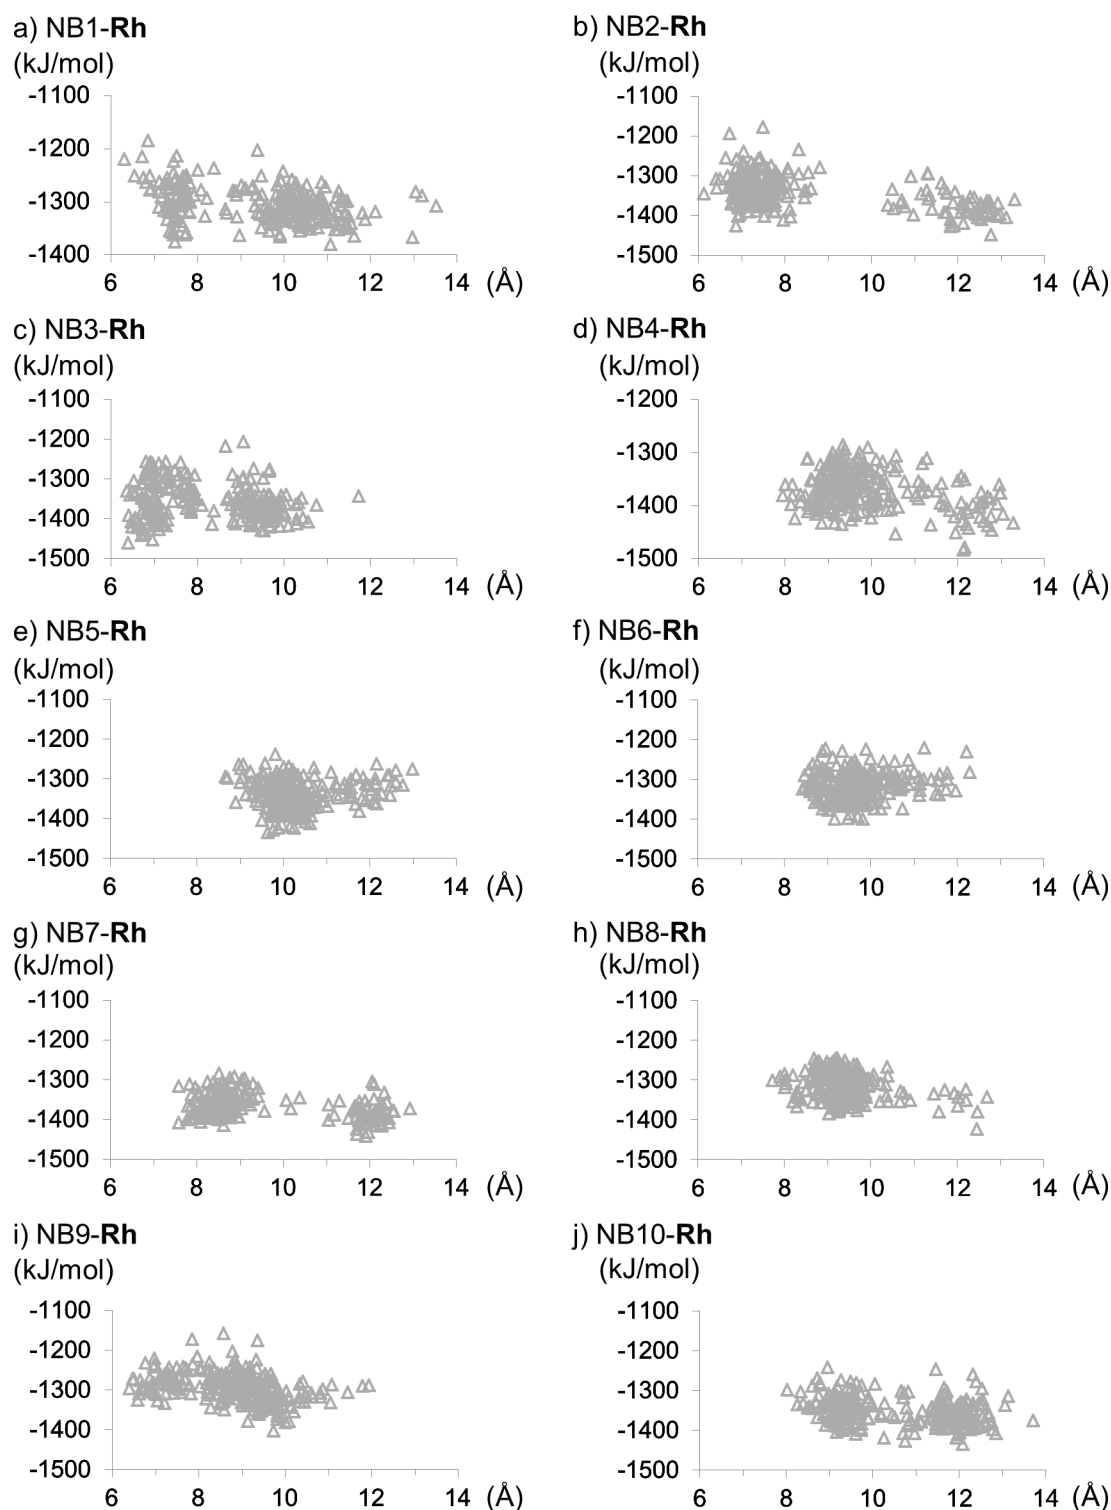 a) NB1-Rh
(kJ/mol)
-1100
-1200
-1300
-1400
6 8 10 12 14 (Å)
b) NB2-Rh
(kJ/mol)
-1100
-1200
-1300
-1400
-1500
6 8 10 12 14 (Å)
c) NB3-Rh
(kJ/mol)
-1100
-1200
-1300
-1400
-1500
6 8 10 12 14 (Å)
d) NB4-Rh
(kJ/mol)
-1200
-1300
-1400
-1500
6 8 10 12 14 (Å)
e) NB5-Rh
(kJ/mol)
-1100
-1200
-1300
-1400
-1500
6 8 10 12 14 (Å)
f) NB6-Rh
(kJ/mol)
-1100
-1200
-1300
-1400
-1500
6 8 10 12 14 (Å)
g) NB7-Rh
(kJ/mol)
-1100
-1200
-1300
-1400
-1500
6 8 10 12 14 (Å)
h) NB8-Rh
(kJ/mol)
-1100
-1200
-1300
-1400
-1500
6 8 10 12 14 (Å)
i) NB9-Rh
(kJ/mol)
-1100
-1200
-1300
-1400
-1500
6 8 10 12 14 (Å)
j) NB10-Rh
(kJ/mol)
-1100
-1200
-1300
-1400
-1500
6 8 10 12 14 (Å)